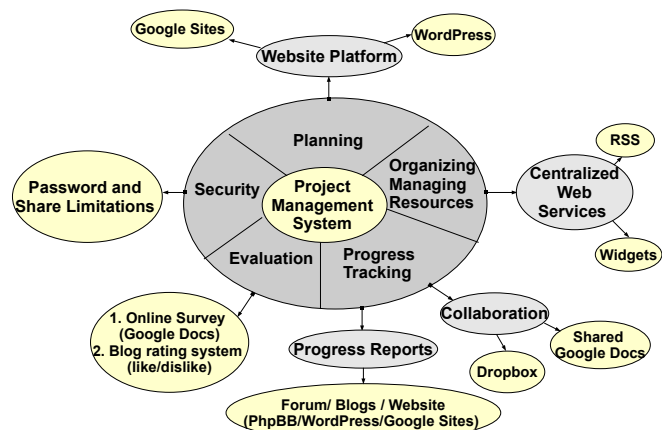 Google Sites
WordPress
Website Platform
Planning
RSS
Password and
Share Limitations
Security
Project
Management
System
Organizing
Managing
Resources
Centralized
Web
Services
Widgets
Evaluation
Progress
Tracking
1. Online Survey
(Google Docs)
2. Blog rating system
(like/dislike)
Progress Reports
Collaboration
Shared
Google Docs
Dropbox
Forum/ Blogs / Website
(PhpBB/WordPress/Google Sites)